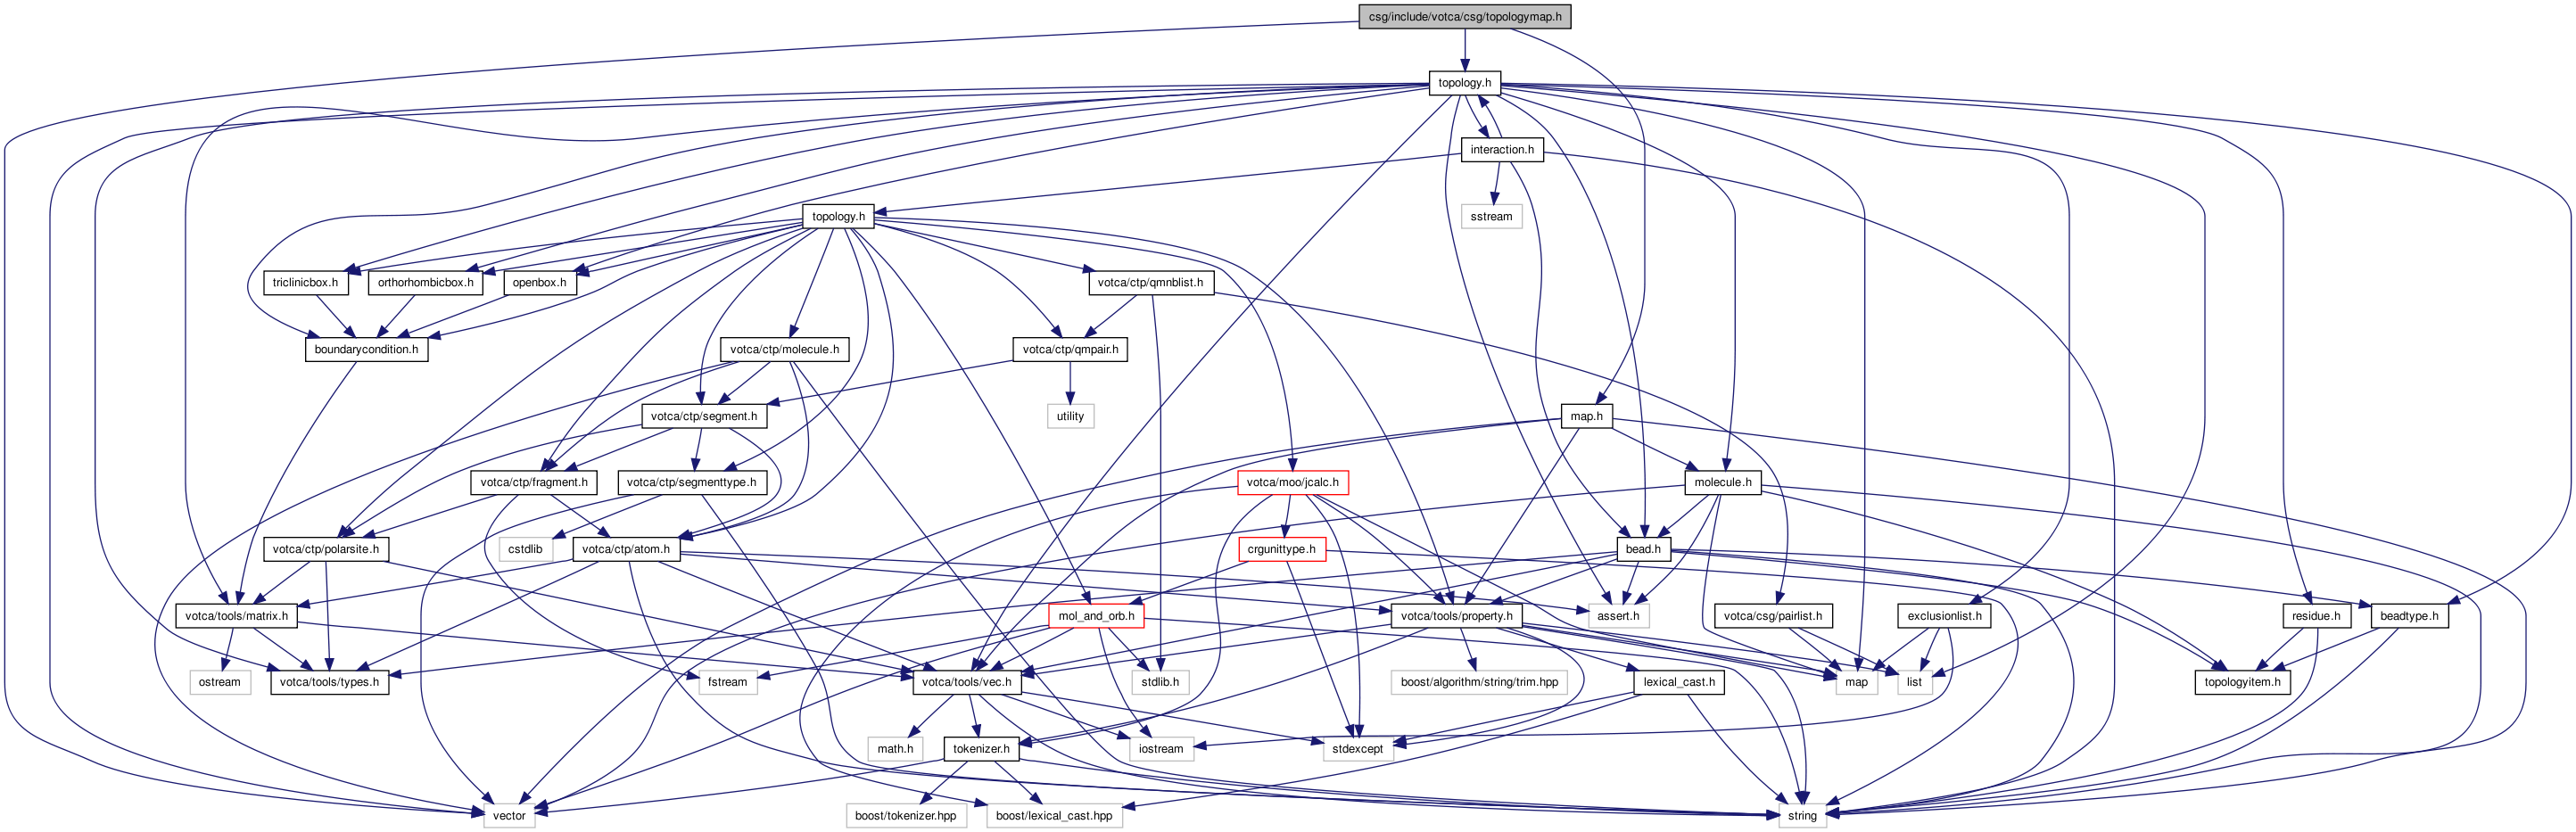 csg/include/votca/csg/topologymap.h
topology.h
interaction.h
topology.h
sstream
triclinicbox.h
orthorhombicbox.h
openbox.h
votca/ctp/qmnblist.h
boundarycondition.h
votca/ctp/molecule.h
votca/ctp/qmpair.h
votca/ctp/segment.h
utility
map.h
votca/ctp/fragment.h
votca/ctp/segmenttype.h
votca/moo/jcalc.h
molecule.h
votca/ctp/polarsite.h
cstdlib
votca/ctp/atom.h
crgunittype.h
bead.h
votca/tools/matrix.h
mol_and_orb.h
votca/tools/property.h
assert.h
votca/csg/pairlist.h
exclusionlist.h
residue.h
beadtype.h
ostream
votca/tools/types.h
fstream
votca/tools/vec.h
stdlib.h
boost/algorithm/string/trim.hpp
lexical_cast.h
map
list
topologyitem.h
math.h
tokenizer.h
iostream
stdexcept
vector
boost/tokenizer.hpp
boost/lexical_cast.hpp
string